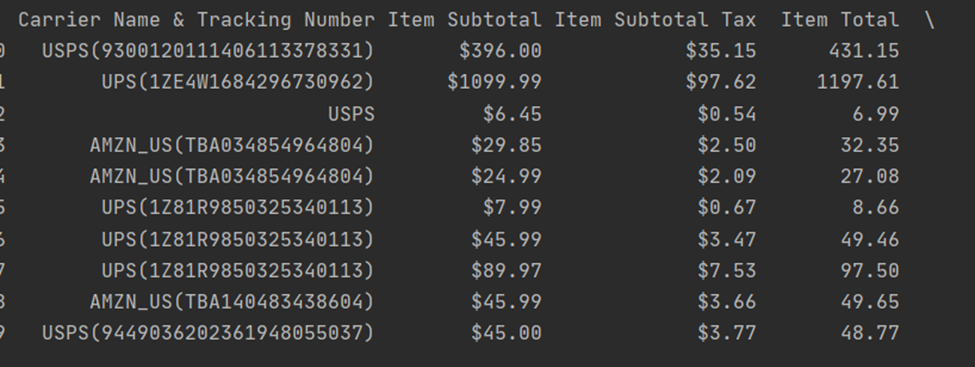 Carrier Name & Tracking Number Item Subtotal Item Subtotal Tax Item Total \
0 USPS(9300120111406113378331) $396.00 $35.15 431.15
1 UPS(1ZE4W1684296730962) $1099.99 $97.62 1197.61
2 USPS $6.45 $0.54 6.99
3 AMZN_US(TBA034854964804) $29.85 $2.50 32.35
4 AMZN_US(TBA034854964804) $24.99 $2.09 27.08
5 UPS(1Z81R9850325340113) $7.99 $0.67 8.66
6 UPS(1Z81R9850325340113) $45.99 $3.47 49.46
7 UPS(1Z81R9850325340113) $89.97 $7.53 97.50
8 AMZN_US(TBA140483438604) $45.99 $3.66 49.65
9 USPS(9449036202361948055037) $45.00 $3.77 48.77